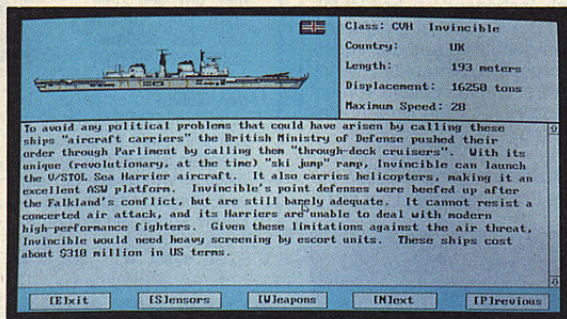 Class: CVH Invincible
Country: UK
Length: 193 meters
Displacement: 16250 tons
Maximum Speed: 28
To avoid any political problems that could have arisen by calling these
ships "aircraft carriers" the British Ministry of Defense pushed their
order through Parliment by calling them "through-deck cruisers". With its
unique (revolutionary, at the time) "ski jump" ramp, Invincible can launch
the V/STOL Sea Harrier aircraft. It also carries helicopters, making it an
excellent ASW platform. Invincible's point defenses were beefed up after
the Falkland's conflict, but are still barely adequate. It cannot resist a
concerted air attack, and its Harriers are unable to deal with modern
high-performance fighters. Given these limitations against the air threat,
Invincible would need heavy screening by escort units. These ships cost
about $310 million in US terms.
[E]xit [S]ensors [W]eapons [N]ext [P]revious